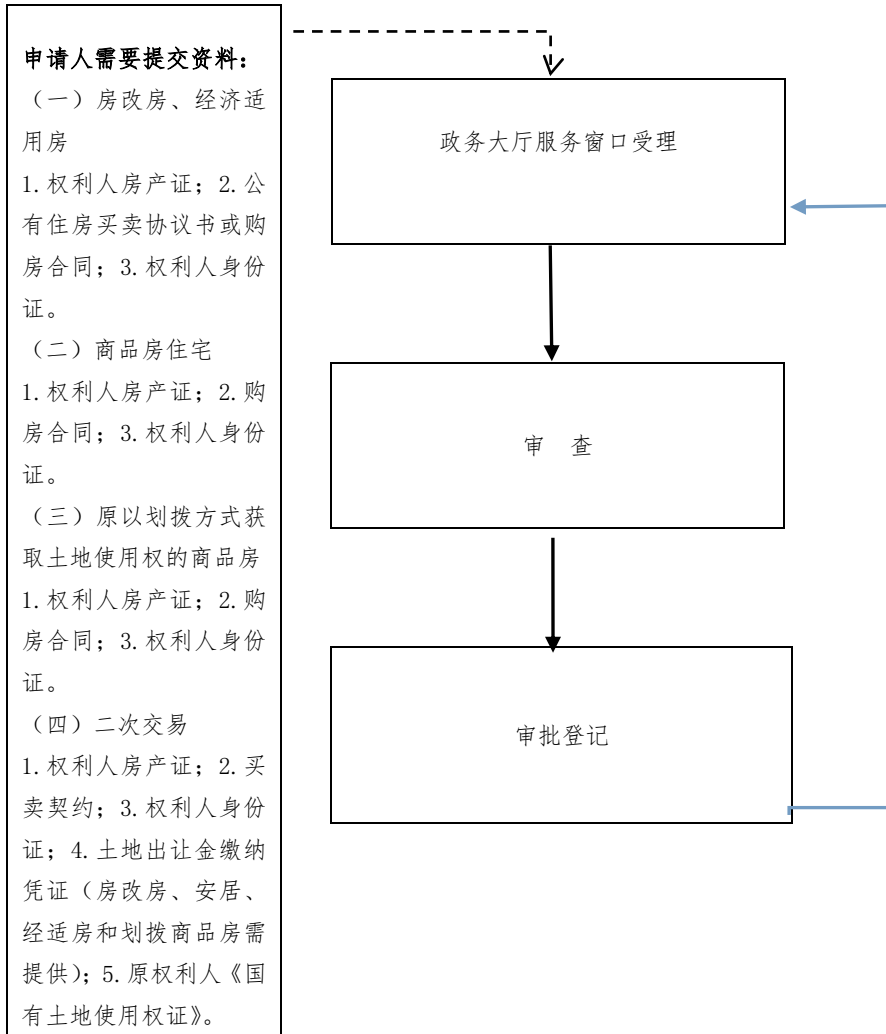 申请人需要提交资料：
（一）房改房、经济适
用房
1.权利人房产证；2.公
有住房买卖协议书或购
房合同；3.权利人身份
证。
（二）商品房住宅
1.权利人房产证；2.购
房合同；3.权利人身份
证。
（三）原以划拨方式获
取土地使用权的商品房
1.权利人房产证；2.购
房合同；3.权利人身份
证。
（四）二次交易
1.权利人房产证；2.买
卖契约；3.权利人身份
证；4.土地出让金缴纳
凭证（房改房、安居、
经适房和划拨商品房需
提供）；5.原权利人《国
有土地使用权证》。
政务大厅服务窗口受理
审　查
审批登记